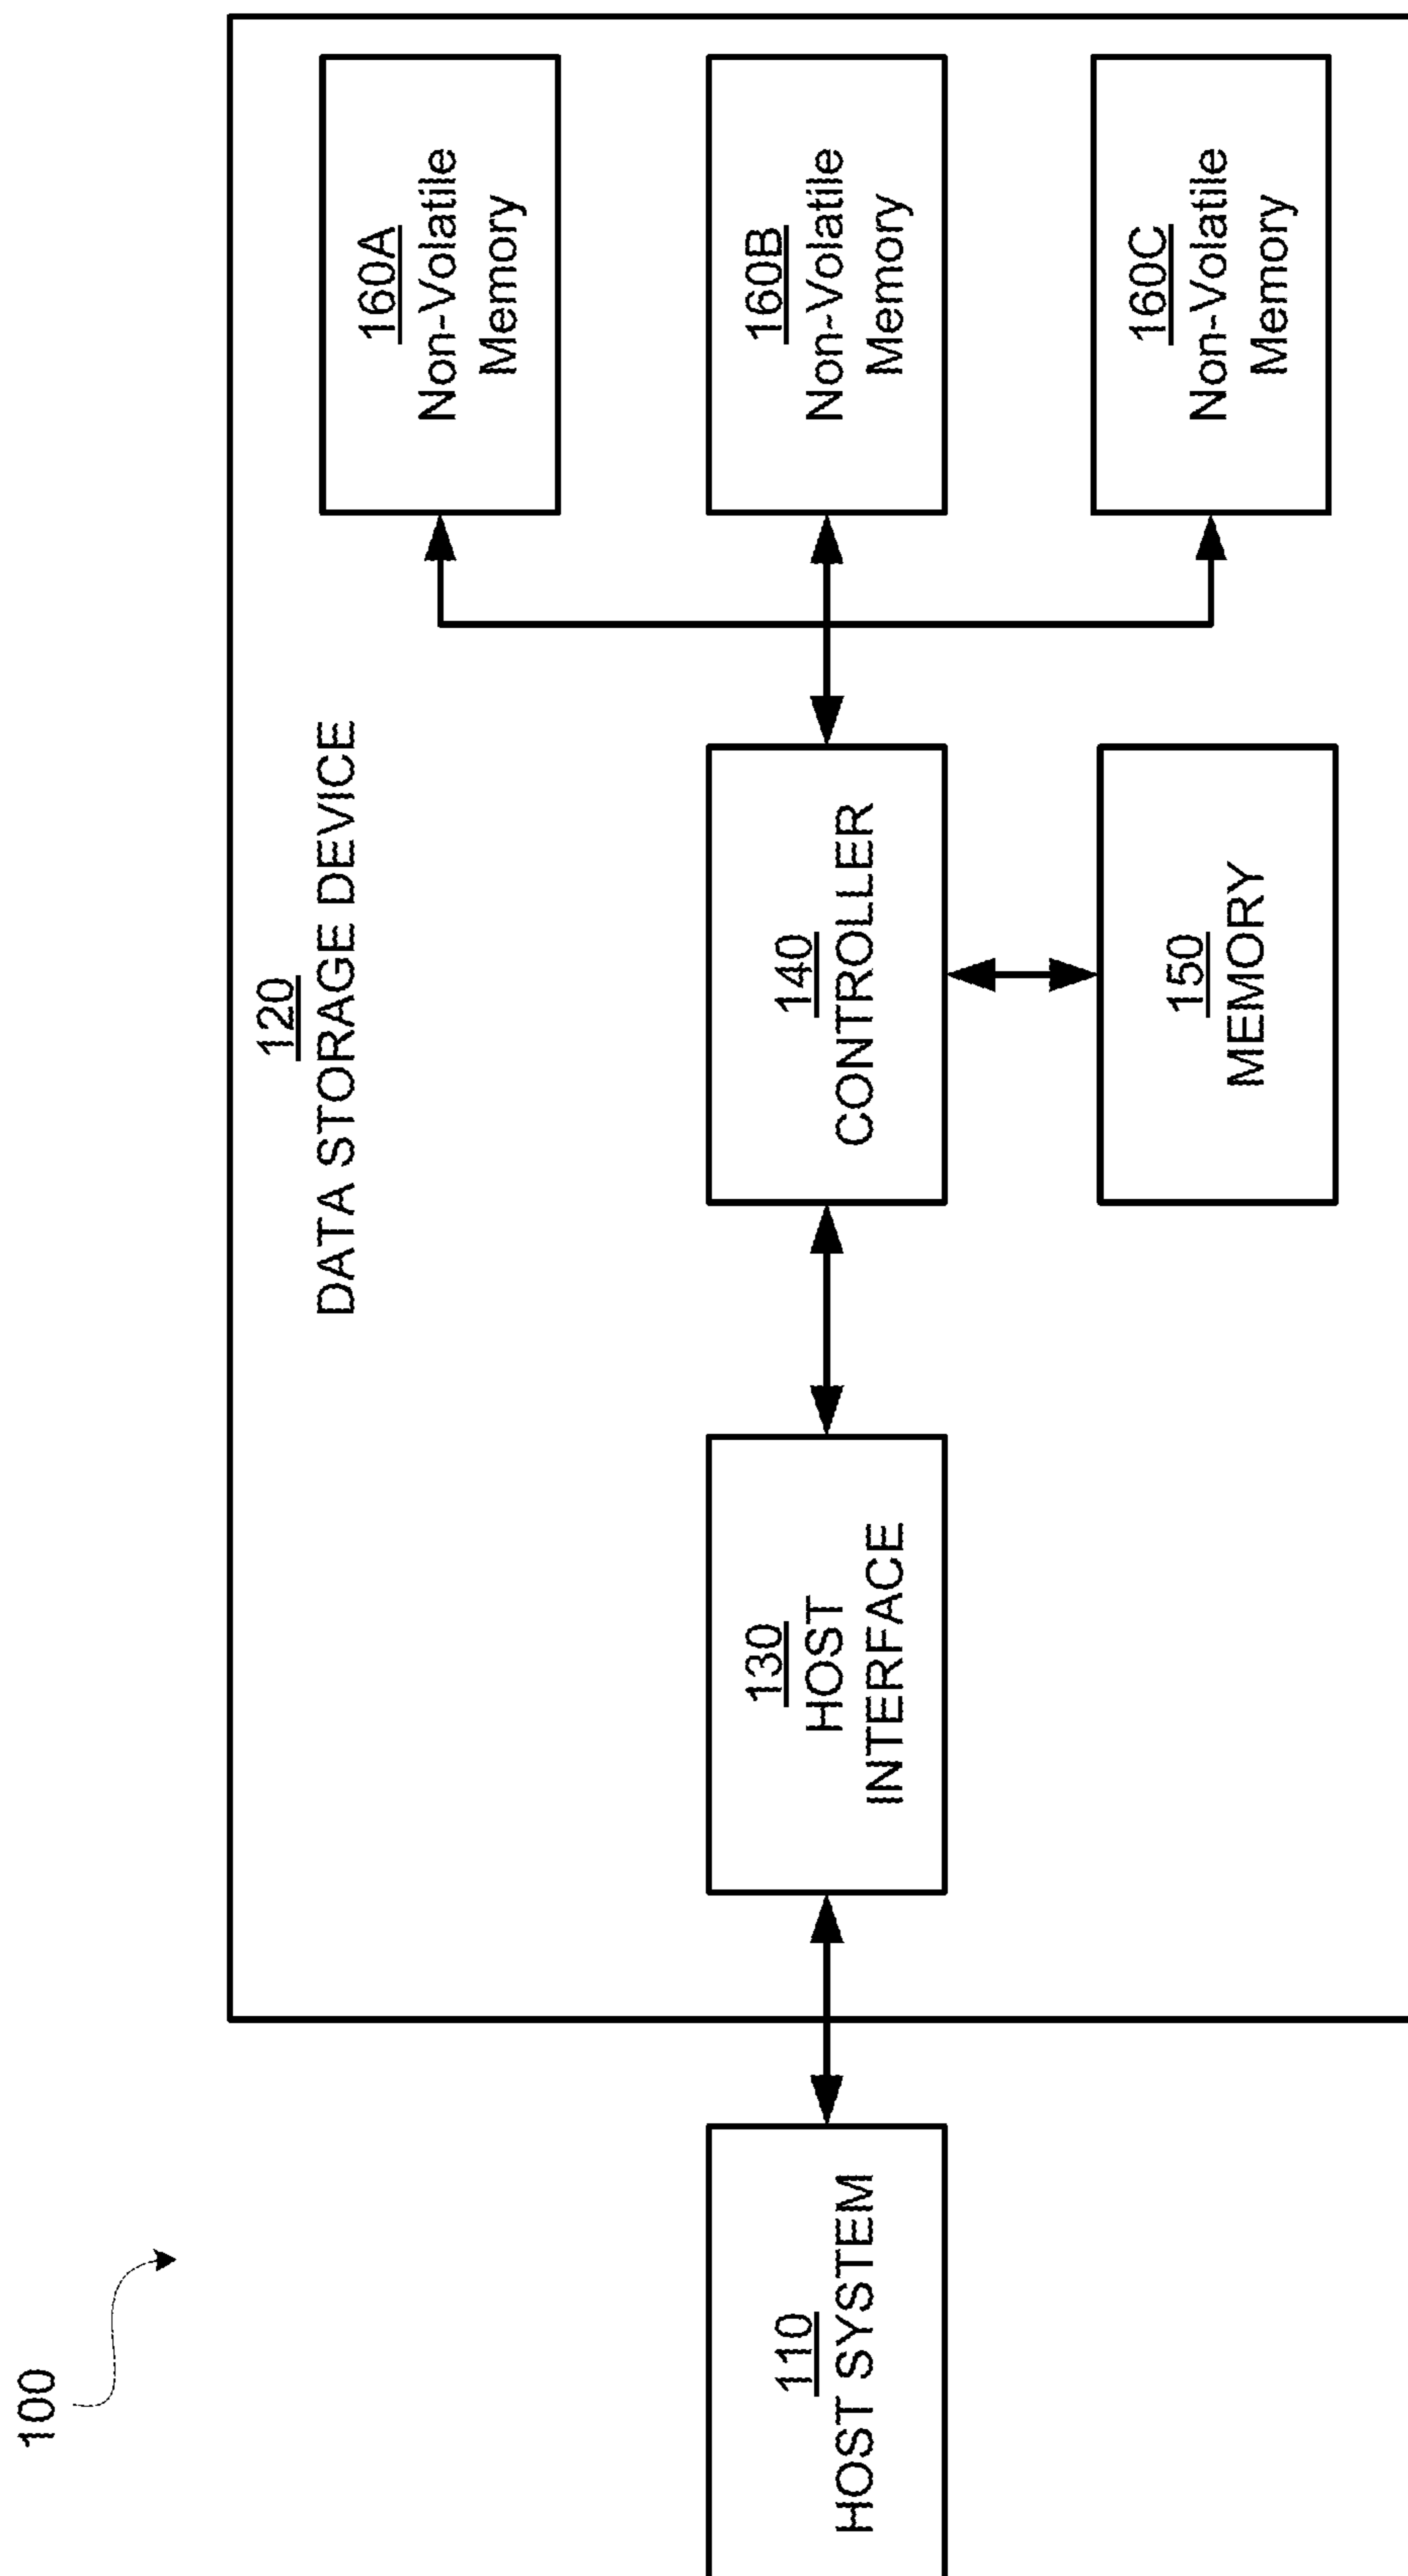 100
120
DATA STORAGE DEVICE
110
HOST SYSTEM
130
HOST
INTERFACE
140
CONTROLLER
150
MEMORY
160A
Non-Volatile
Memory
160B
Non-Volatile
Memory
160C
Non-Volatile
Memory